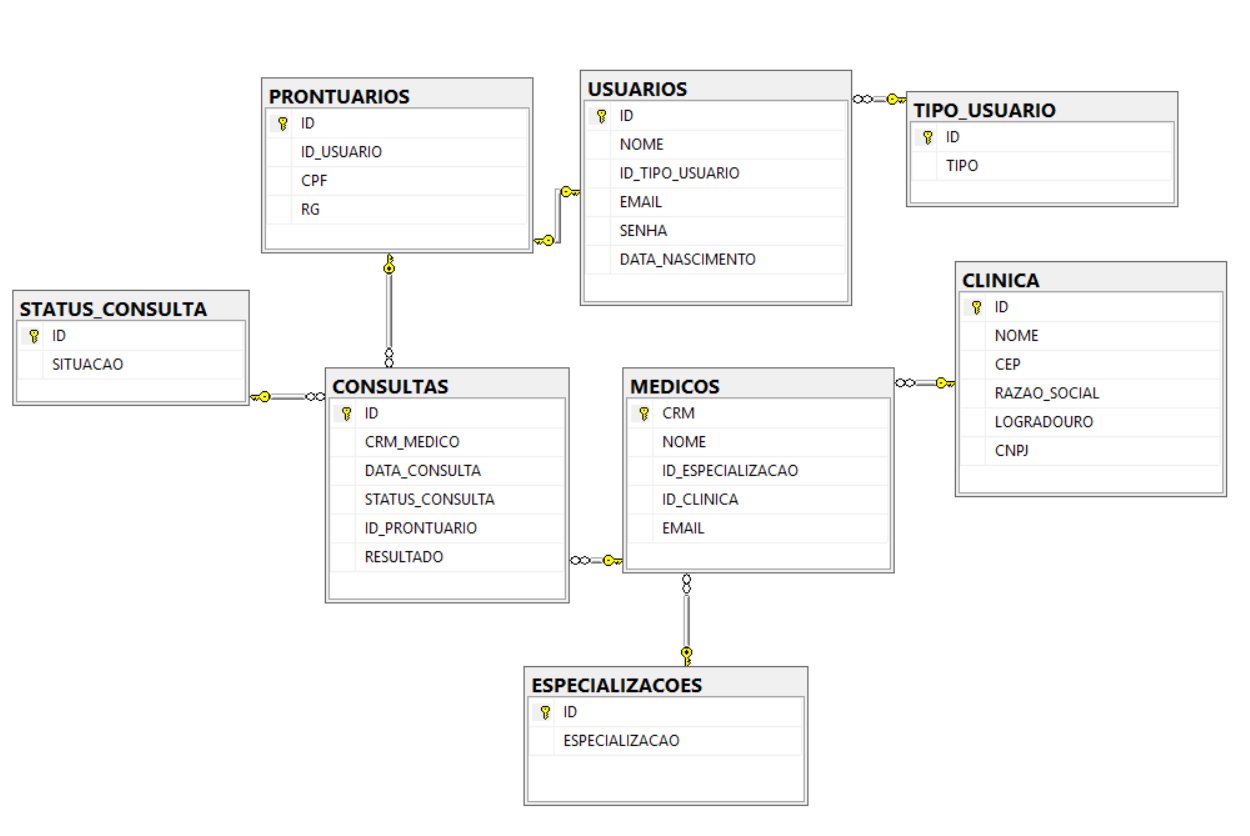 PRONTUARIOS
ID
ID_USUARIO
CPF
RG
USUARIOS
ID
NOME
ID_TIPO_USUARIO
EMAIL
SENHA
DATA_NASCIMENTO
TIPO_USUARIO
ID
TIPO
STATUS_CONSULTA
ID
SITUACAO
CONSULTAS
ID
CRM_MEDICO
DATA_CONSULTA
STATUS_CONSULTA
ID_PRONTUARIO
RESULTADO
MEDICOS
CRM
NOME
ID_ESPECIALIZACAO
ID_CLINICA
EMAIL
CLINICA
ID
NOME
CEP
RAZAO_SOCIAL
LOGRADOURO
CNPJ
ESPECIALIZACOES
ID
ESPECIALIZACAO